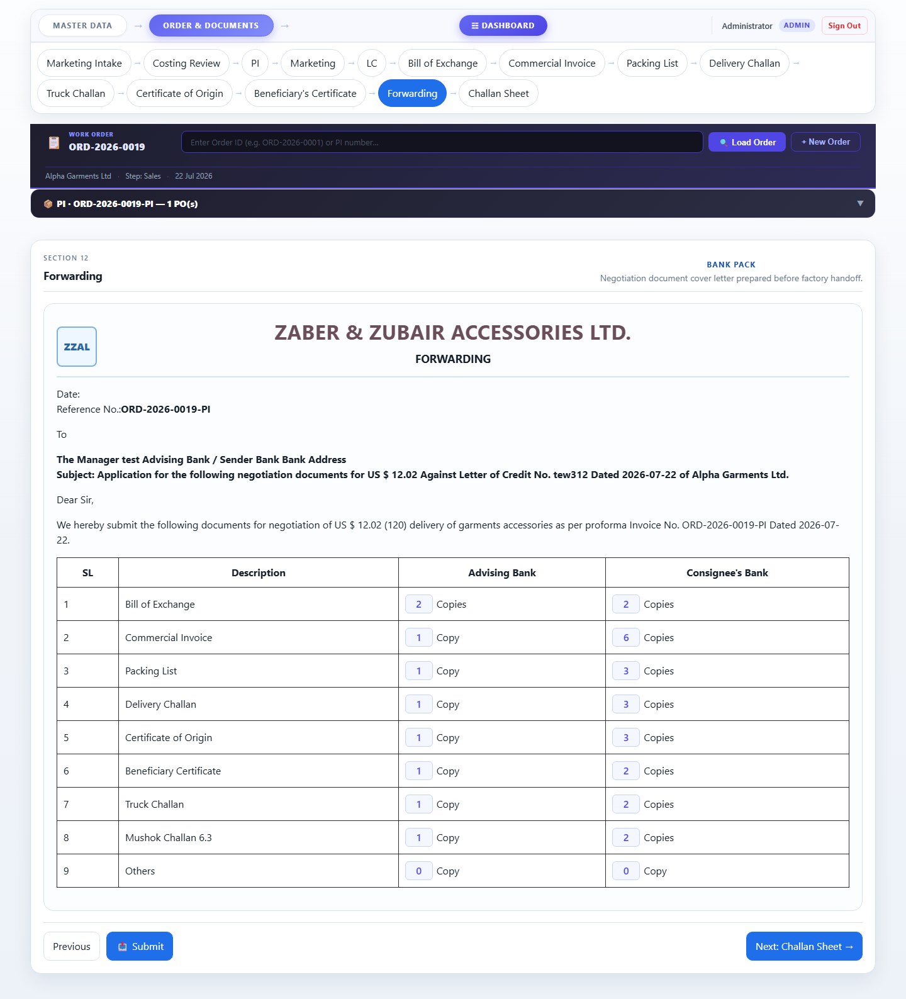 MASTER DATA → ORDER & DOCUMENTS → DASHBOARD Administrator ADMIN Sign Out
Marketing Intake → Costing Review → PI → Marketing → LC → Bill of Exchange → Commercial Invoice → Packing List → Delivery Challan →
Truck Challan → Certificate of Origin → Beneficiary's Certificate → Forwarding → Challan Sheet
WORK ORDER
ORD-2026-0019
Enter Order ID (e.g. ORD-2026-0001) or PI number...
Load Order
+ New Order
Alpha Garments Ltd · Step: Sales · 22 Jul 2026
PI · ORD-2026-0019-PI — 1 PO(s) ▼
SECTION 12
Forwarding
BANK PACK
Negotiation document cover letter prepared before factory handoff.
ZZAL
ZABER & ZUBAIR ACCESSORIES LTD.
FORWARDING
Date:
Reference No.:ORD-2026-0019-PI
To
The Manager test Advising Bank / Sender Bank Bank Address
Subject: Application for the following negotiation documents for US $ 12.02 Against Letter of Credit No. tew312 Dated 2026-07-22 of Alpha Garments Ltd.
Dear Sir,
We hereby submit the following documents for negotiation of US $ 12.02 (120) delivery of garments accessories as per proforma Invoice No. ORD-2026-0019-PI Dated 2026-07-
22.
SL Description Advising Bank Consignee's Bank
1 Bill of Exchange 2 Copies 2 Copies
2 Commercial Invoice 1 Copy 6 Copies
3 Packing List 1 Copy 3 Copies
4 Delivery Challan 1 Copy 3 Copies
5 Certificate of Origin 1 Copy 3 Copies
6 Beneficiary Certificate 1 Copy 2 Copies
7 Truck Challan 1 Copy 2 Copies
8 Mushok Challan 6.3 1 Copy 2 Copies
9 Others 0 Copy 0 Copy
Previous Submit Next: Challan Sheet →